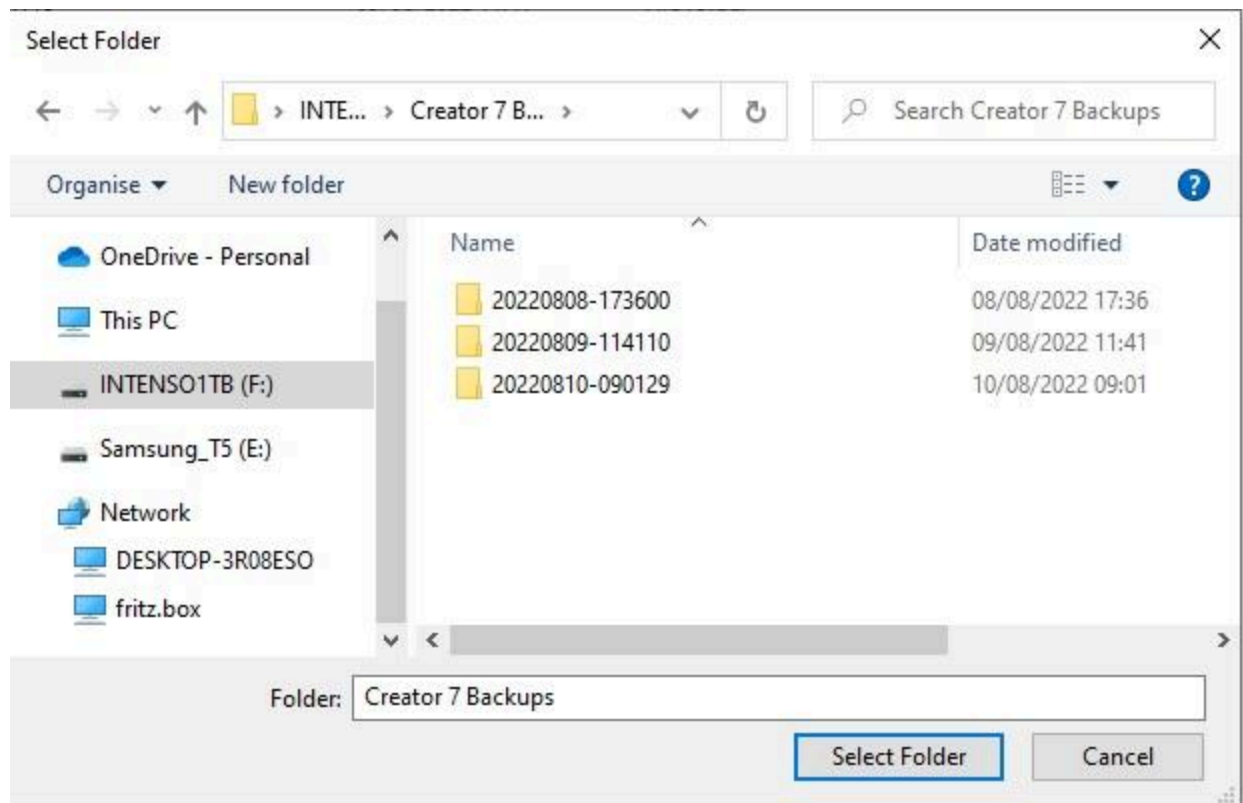 Select Folder
INTE... > Creator 7 B... >
Search Creator 7 Backups
Organise
New folder
OneDrive - Personal
This PC
INTENSO1TB (F:)
Samsung_T5 (E:)
Network
DESKTOP-3R08ESO
fritz.box
Name
Date modified
20220808-173600
08/08/2022 17:36
20220809-114110
09/08/2022 11:41
20220810-090129
10/08/2022 09:01
Folder: Creator 7 Backups
Select Folder
Cancel